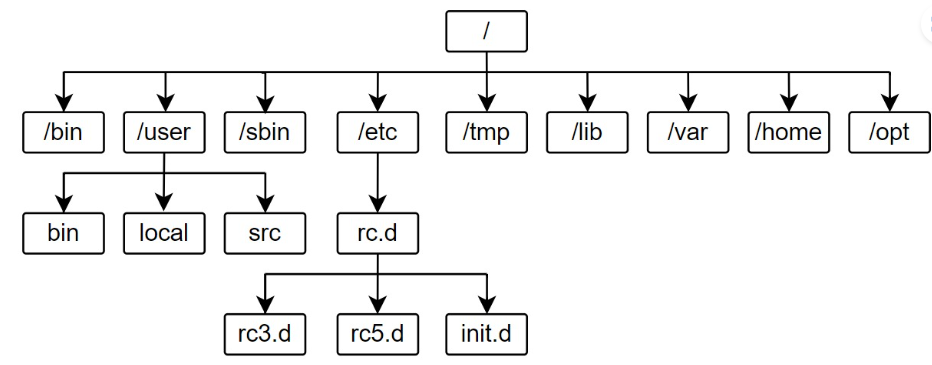 /
/bin
/user
/sbin
/etc
/tmp
/lib
/var
/home
/opt
bin
local
src
rc.d
rc3.d
rc5.d
init.d